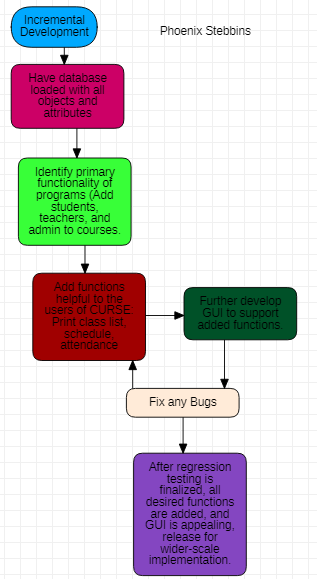 Incremental
Development
Phoenix Stebbins
Have database
loaded with all
objects and
attributes
Identify primary
functionality of
programs (Add
students,
teachers, and
admin to courses.
Add functions
helpful to the
users of CURSE.
Print class list,
schedule,
attendance
Further develop
GUI to support
added functions.
Fix any Bugs
After regression
testing is
finalized, all
desired functions
are added, and
GUI is appealing,
release for
wider-scale
implementation.